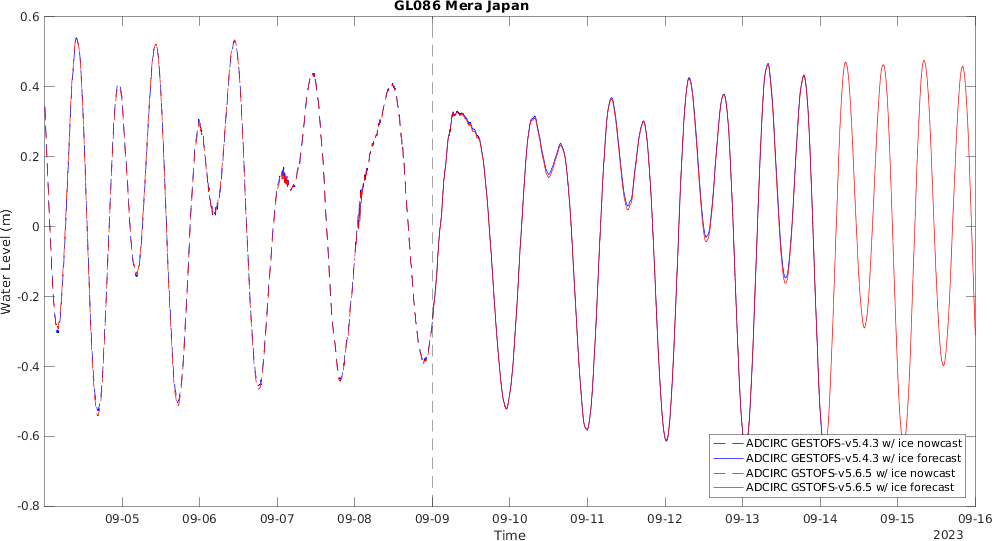 GL086 Mera Japan
0.6
0.4
0.2
0
-0.2
-0.4
-0.6
-0.8
Water Level (m)
ADCIRC GESTOFS-v5.4.3 w/ ice nowcast
ADCIRC GESTOFS-v5.4.3 w/ ice forecast
ADCIRC GSTOFS-v5.6.5 w/ ice nowcast
ADCIRC GSTOFS-v5.6.5 w/ ice forecast
09-05 09-06 09-07 09-08 09-09 09-10 09-11 09-12 09-13 09-14 09-15 09-16
Time
2023